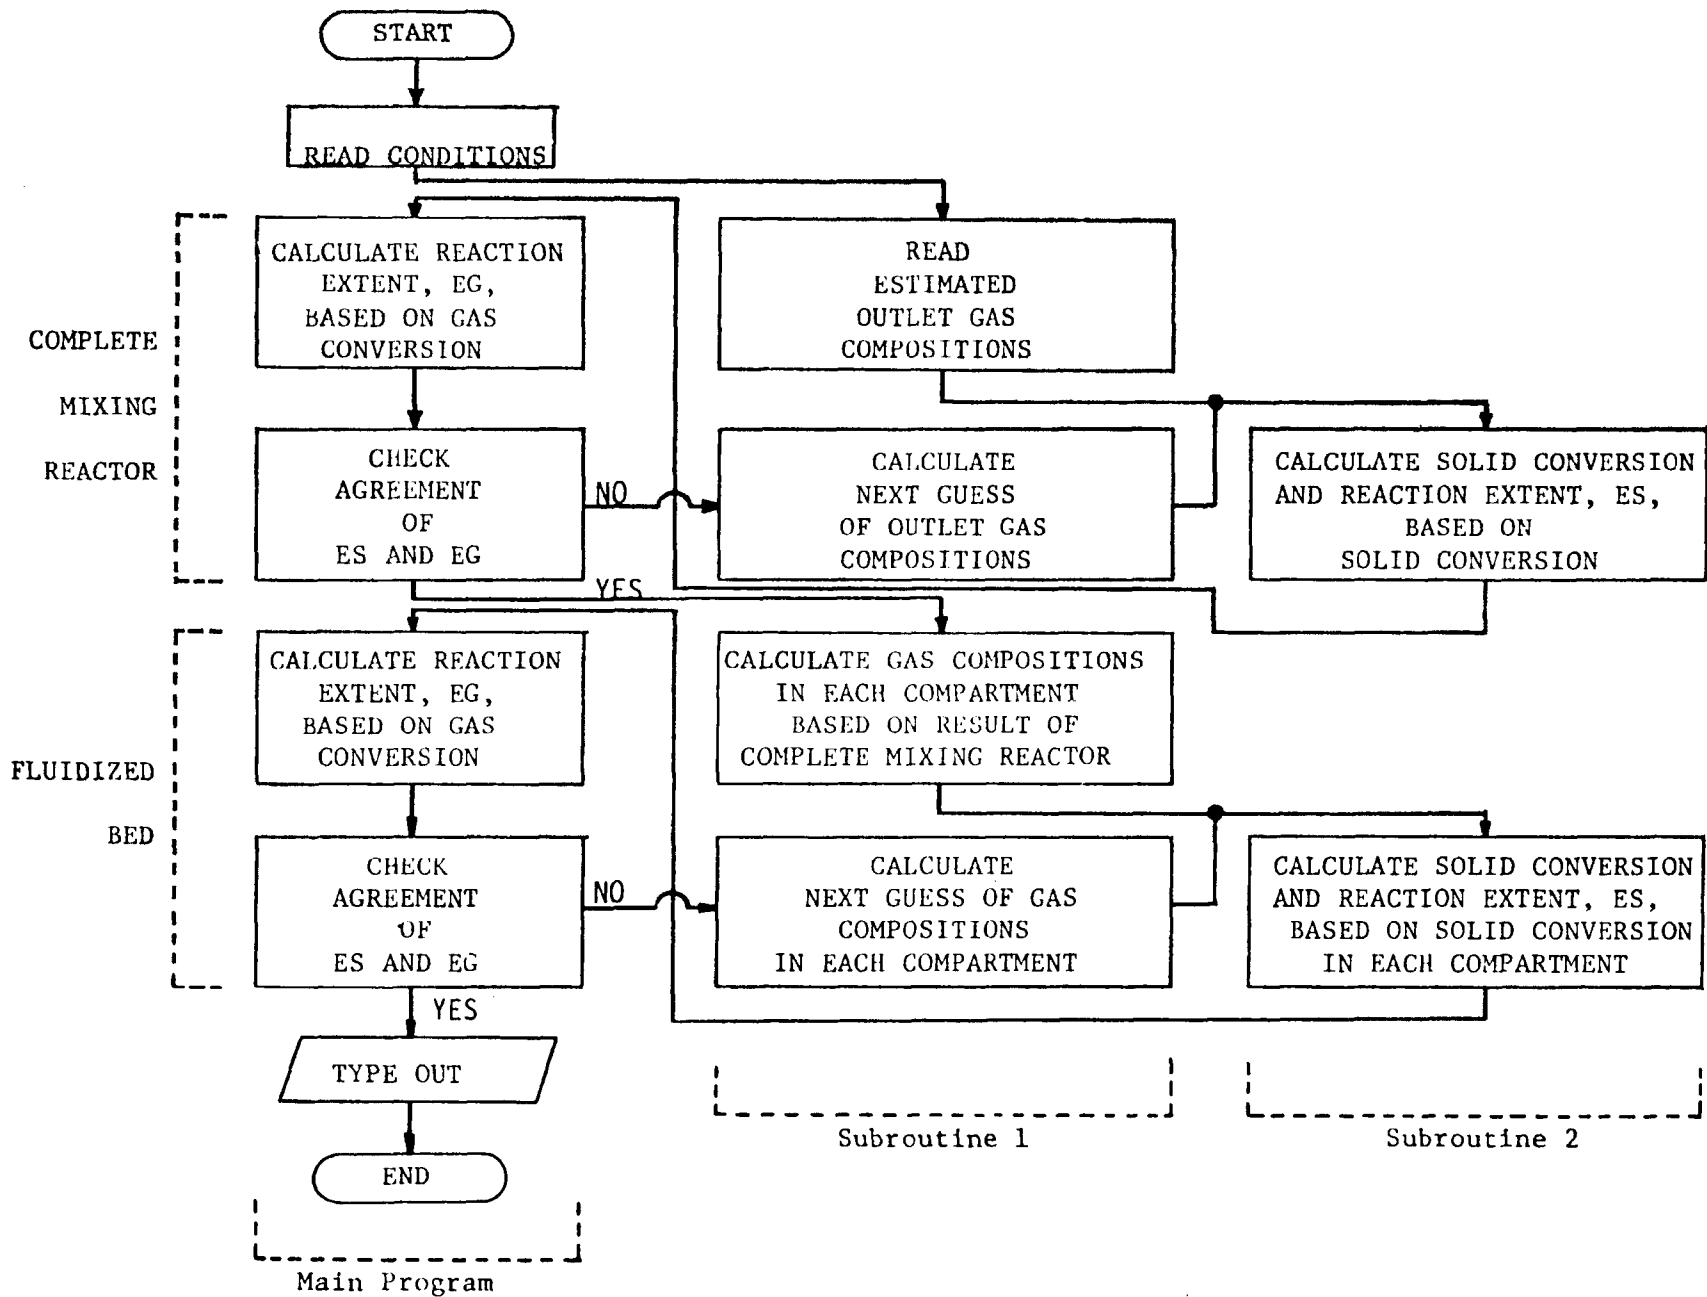 START
READ CONDITIONS
COMPLETE
MIXING
REACTOR
CALCULATE REACTION
EXTENT, EG,
BASED ON GAS
CONVERSION
READ
ESTIMATED
OUTLET GAS
COMPOSITIONS
CHECK
AGREEMENT
OF
ES AND EG
NO
CALCULATE
NEXT GUESS
OF OUTLET GAS
COMPOSITIONS
CALCULATE SOLID CONVERSION
AND REACTION EXTENT, ES,
BASED ON
SOLID CONVERSION.
YES
FLUIDIZED
BED
CALCULATE REACTION
EXTENT, EG,
BASED ON GAS
CONVERSION
CALCULATE GAS COMPOSITIONS
IN EACH COMPARTMENT
BASED ON RESULT OF
COMPLETE MIXING REACTOR
CHECK
AGREEMENT
OF
ES AND EG
NO
CALCULATE
NEXT GUESS OF GAS
COMPOSITIONS
IN EACH COMPARTMENT
CALCULATE SOLID CONVERSION
AND REACTION EXTENT, ES,
BASED ON SOLID CONVERSION
IN EACH COMPARTMENT
YES
TYPE OUT
END
Subroutine 1
Subroutine 2
Main Program